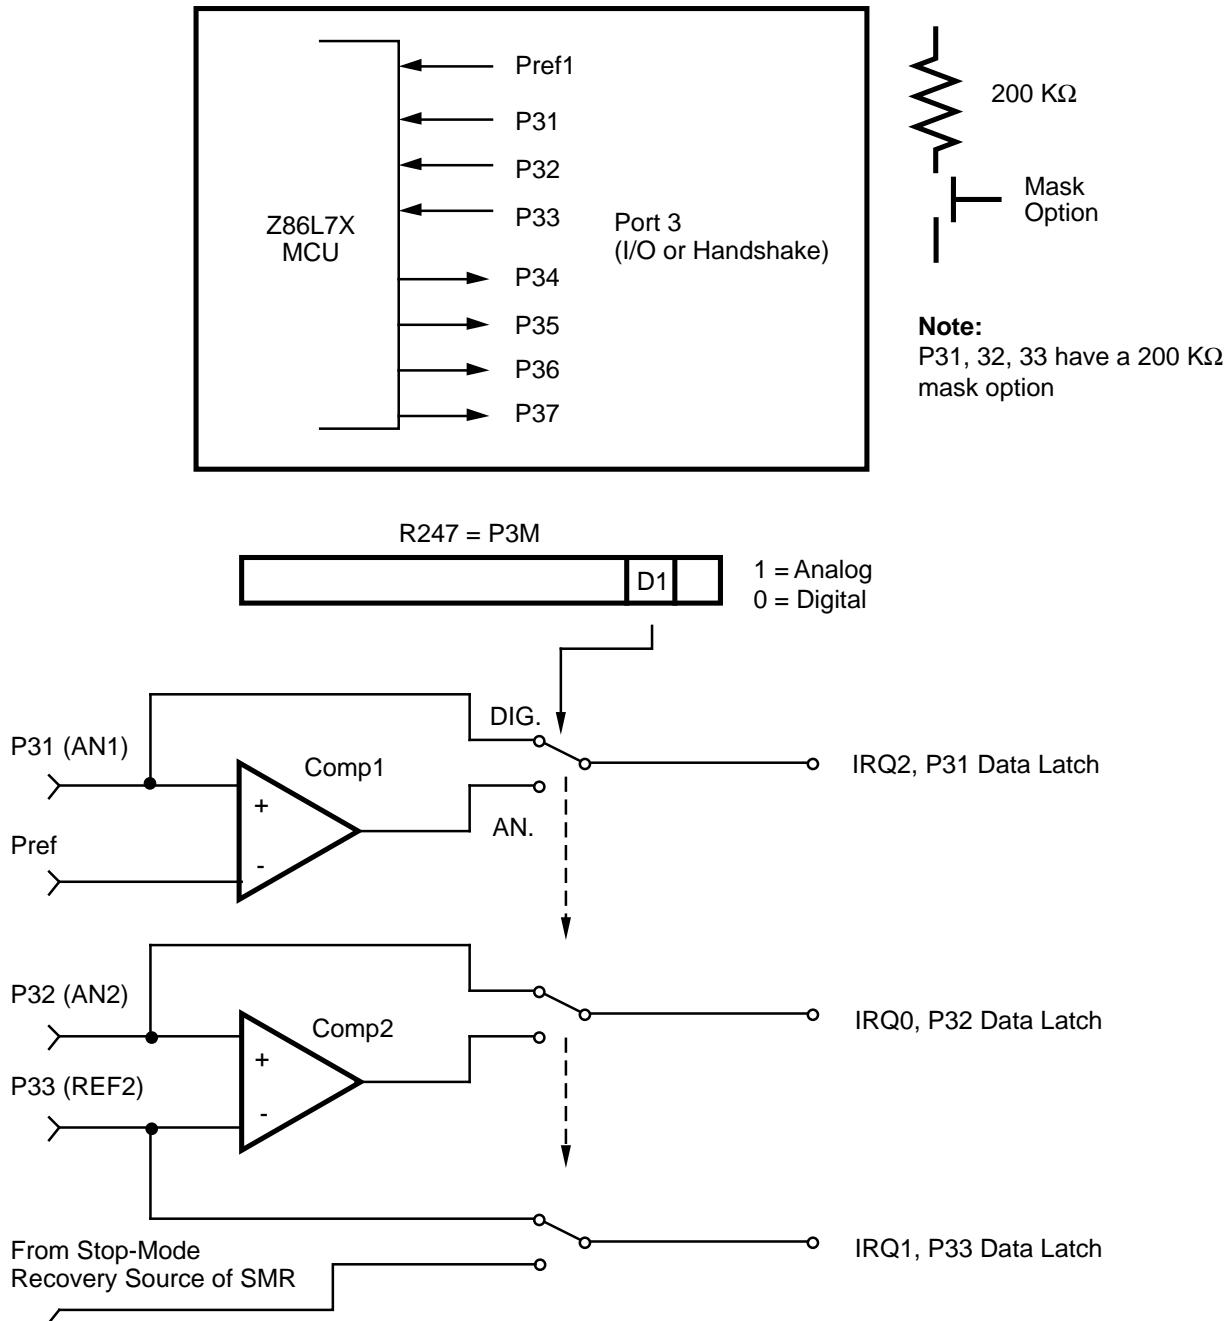 Pref1
P31
P32
P33
Z86L7X
MCU
Port 3
(I/O or Handshake)
P34
P35
P36
P37
200 KΩ
Mask
Option
Note:
P31, 32, 33 have a 200 KΩ
mask option
R247 = P3M
D1
1 = Analog
0 = Digital
DIG.
P31 (AN1)
Comp1
IRQ2, P31 Data Latch
+
AN.
Pref
-
P32 (AN2)
Comp2
IRQ0, P32 Data Latch
+
P33 (REF2)
-
From Stop-Mode
Recovery Source of SMR
IRQ1, P33 Data Latch